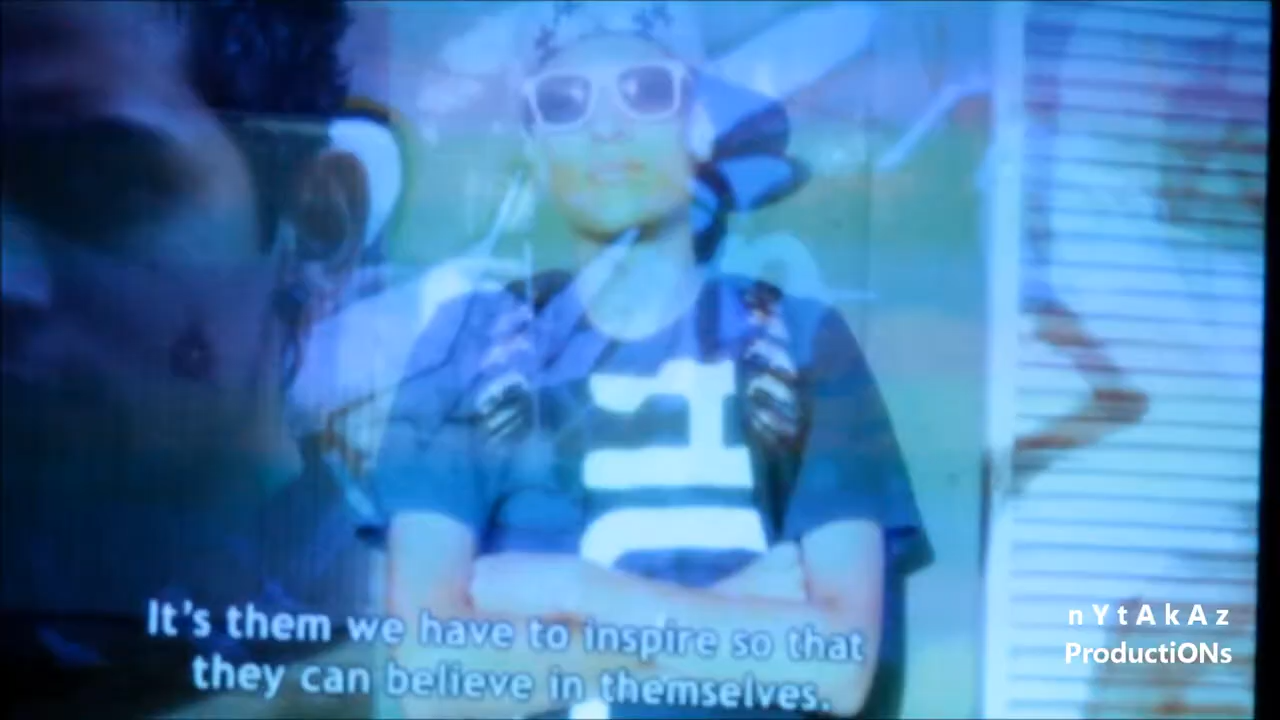 It's them we have to inspire so that
they can believe in themselves.
nYtAkAz
ProductiONs